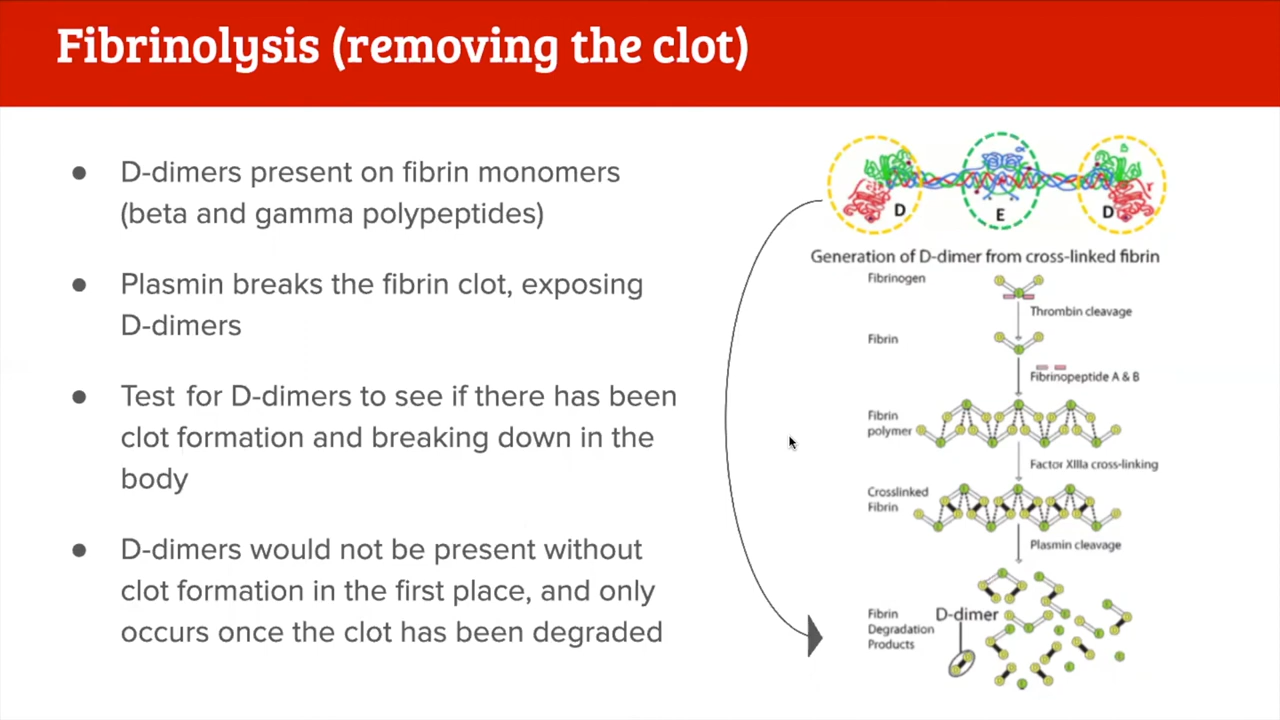 Fibrinolysis (removing the clot)
● D-dimers present on fibrin monomers
(beta and gamma polypeptides)
● Plasmin breaks the fibrin clot, exposing
D-dimers
● Test for D-dimers to see if there has been
clot formation and breaking down in the
body
● D-dimers would not be present without
clot formation in the first place, and only
occurs once the clot has been degraded
D E D
Generation of D-dimer from cross-linked fibrin
Fibrinogen
Thrombin cleavage
Fibrin
Fibrinopeptide A & B
Fibrin
polymer
Factor XIIIa cross-linking
Crosslinked
Fibrin
Plasmin cleavage
Fibrin
Degradation
Products
D-dimer